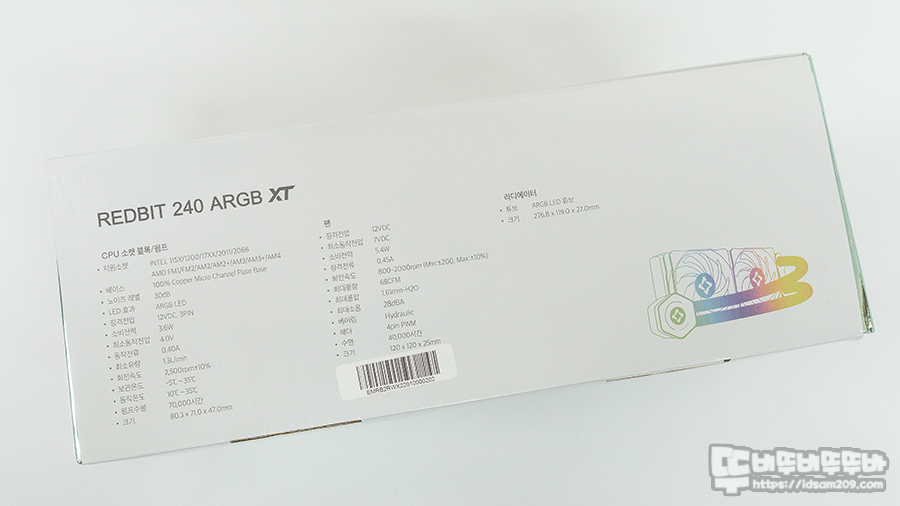 REDBIT 240 ARGB XT
CPU 소켓 블록/펌프
• 지원소켓 INTEL 115X/1200/17XX/2011/2066
AMD FM1/FM2/AM2/AM2+/AM3/AM3+/AM4
• 베이스 100% Copper Micro Channel Plate Base
• 노이즈 레벨 30dB
• LED 효과 ARGB LED
• 정격전압 12VDC, 3PIN
• 소비전력 3.6W
• 최소동작전압 4.0V
• 동작전류 0.40A
• 최소유량 1.3L/min
• 회전속도 2,500rpm±10%
• 보관온도 -5℃~35℃
• 동작온도 10℃~35℃
• 펌프수명 70,000시간
• 크기 80.3 x 71.0 x 47.0mm
팬
• 정격전압 12VDC
• 최소동작전압 7VDC
• 소비전력 5.4W
• 정격전류 0.45A
• 회전속도 800-2000rpm (Min:±200, Max:±10%)
• 최대풍량 68CFM
• 최대풍압 1.61mm-H2O
• 최대소음 28dBA
• 베어링 Hydraulic
• 헤더 4pin PWM
• 수명 40,000시간
• 크기 120 x 120 x 25mm
EMRB2RWX22010000202
라디에이터
• 튜브 ARGB LED 튜브
• 크기 276.8 x 119.0 x 27.0mm
뚜비뚜바뚜뚜바
https://idsam209.com